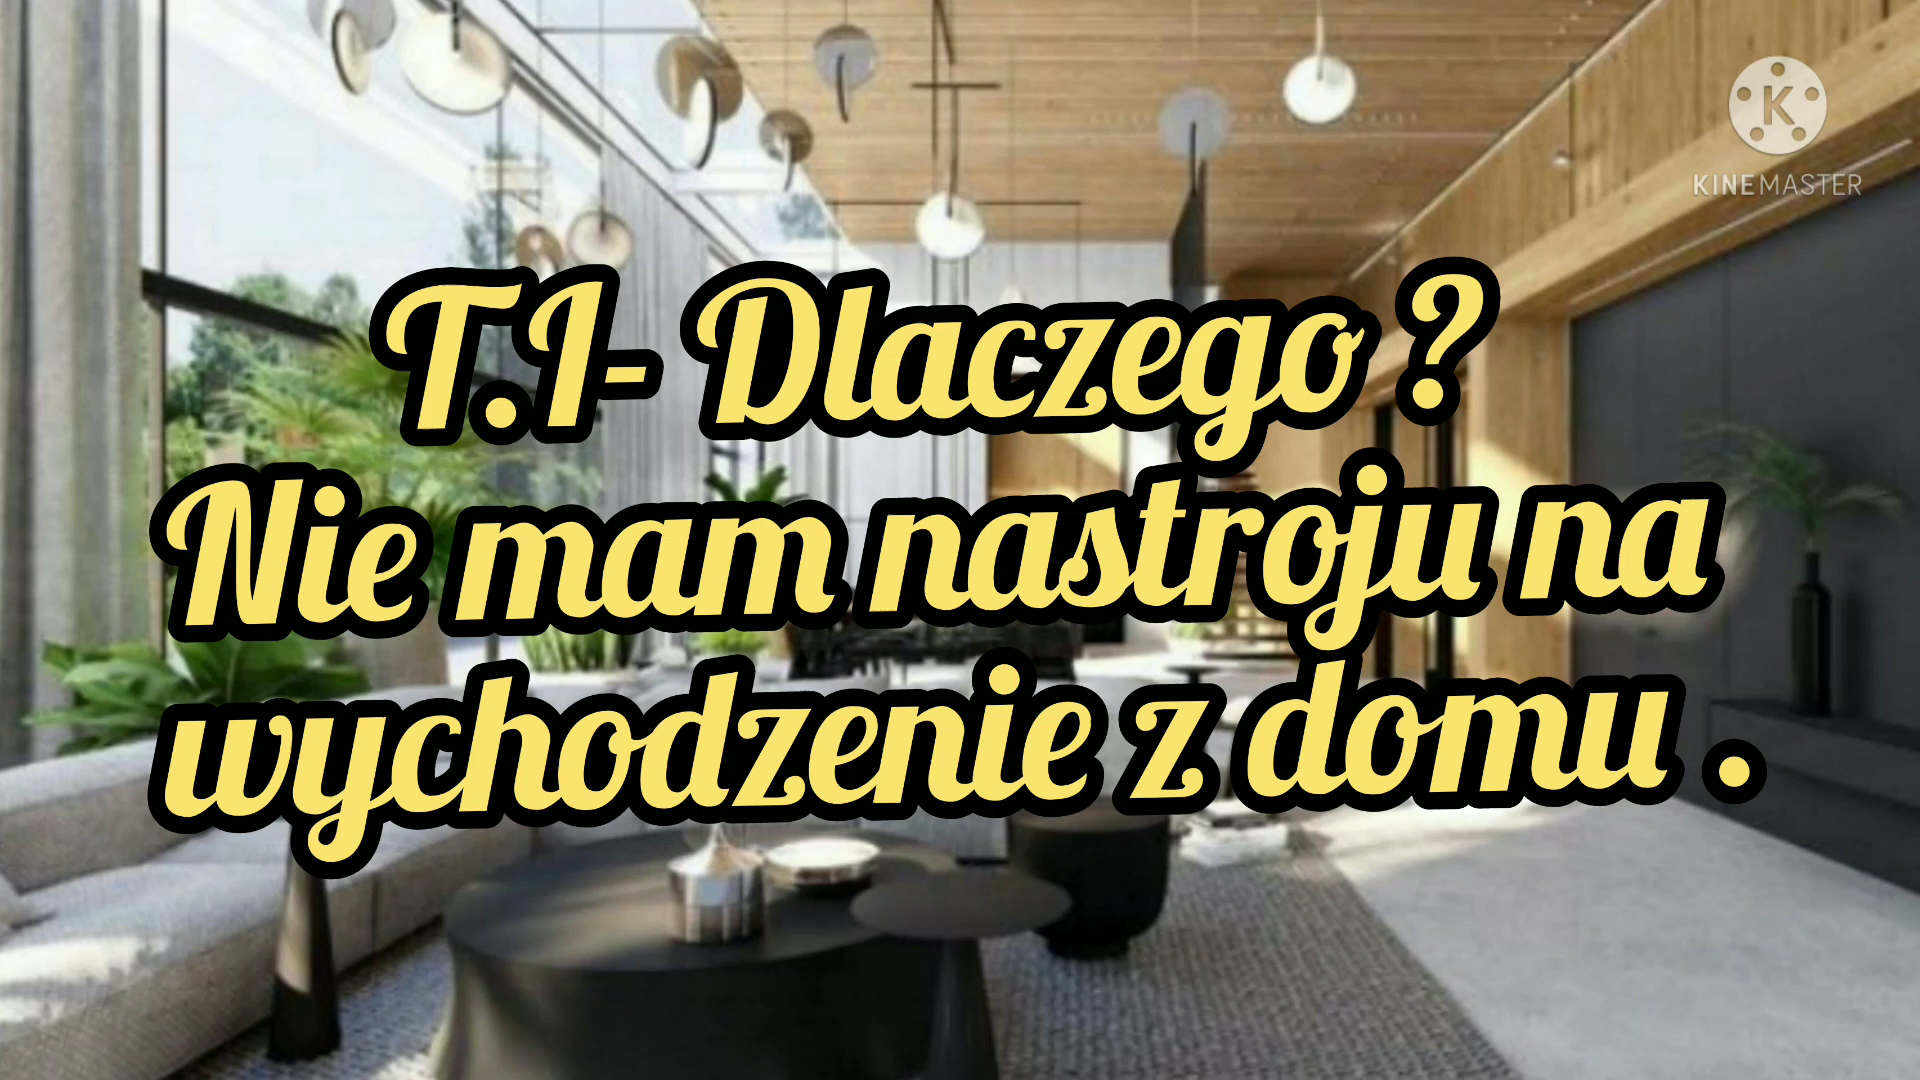 KINEMASTER
T.I- Dlaczego ?
Nie mam nastroju na
wychodzenie z domu .